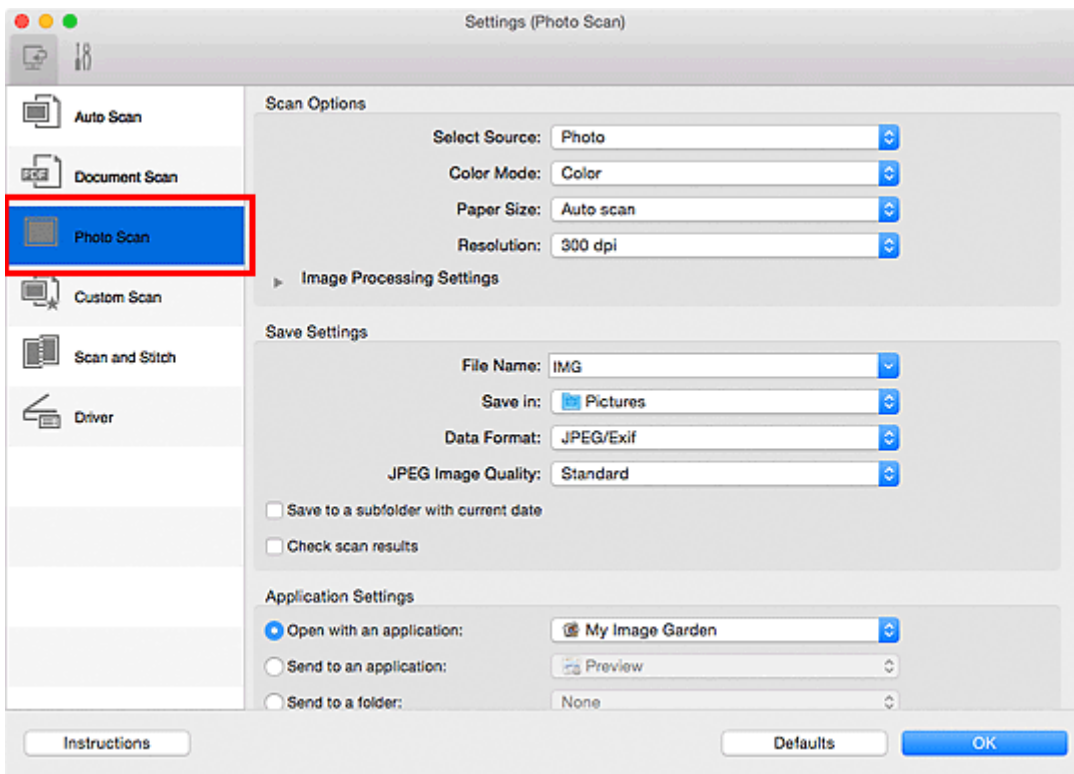 Settings (Photo Scan)
Auto Scan
PDF
Document Scan
Photo Scan
Custom Scan
Scan and Stitch
Driver
Scan Options
Select Source: Photo
Color Mode: Color
Paper Size: Auto scan
Resolution: 300 dpi
Image Processing Settings
Save Settings
File Name: IMG
Save in: Pictures
Data Format: JPEG/Exif
JPEG Image Quality: Standard
Save to a subfolder with current date
Check scan results
Application Settings
Open with an application: My Image Garden
Send to an application: Preview
Send to a folder: None
Instructions
Defaults
OK